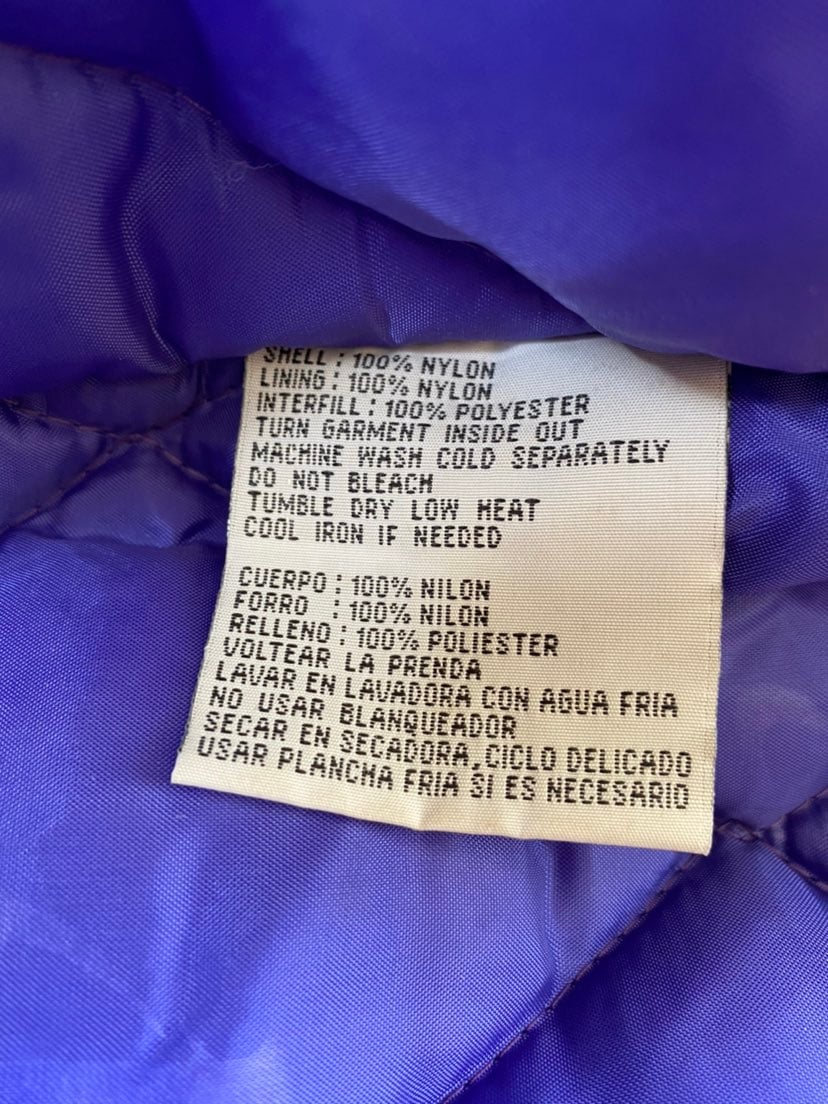 SHELL : 100% NYLON
LINING : 100% NYLON
INTERFILL : 100% POLYESTER
TURN GARMENT INSIDE OUT
MACHINE WASH COLD SEPARATELY
DO NOT BLEACH
TUMBLE DRY LOW HEAT
COOL IRON IF NEEDED
CUERPO : 100% NILON
FORRO : 100% NILON
RELLENO : 100% POLIESTER
VOLTEAR LA PRENDA
LAVAR EN LAVADORA CON AGUA FRIA
NO USAR BLANQUEADOR
SECAR EN SECADORA, CICLO DELICADO
USAR PLANCHA FRIA SI ES NECESARIO